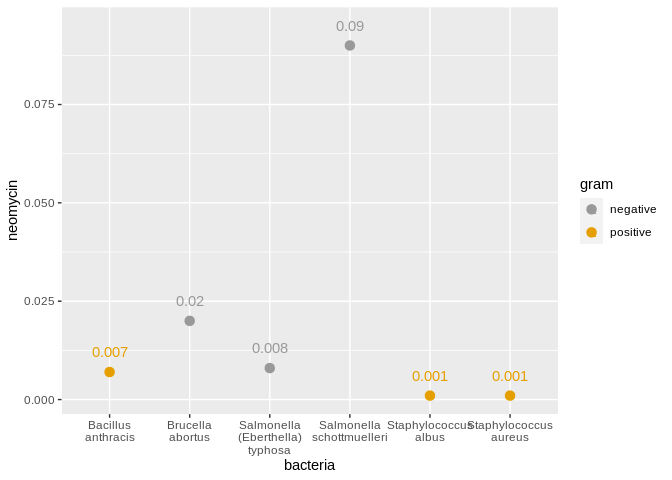 0.09
0.075
0.050
0.025
0.000
neomycin
0.02
0.008
0.007
0.001
0.001
Bacillus
anthracis
Brucella
abortus
Salmonella
(Eberthella)
typhosa
Salmonella
schottmuelleri
Staphylococcus
albus
Staphylococcus
aureus
bacteria
gram
negative
positive